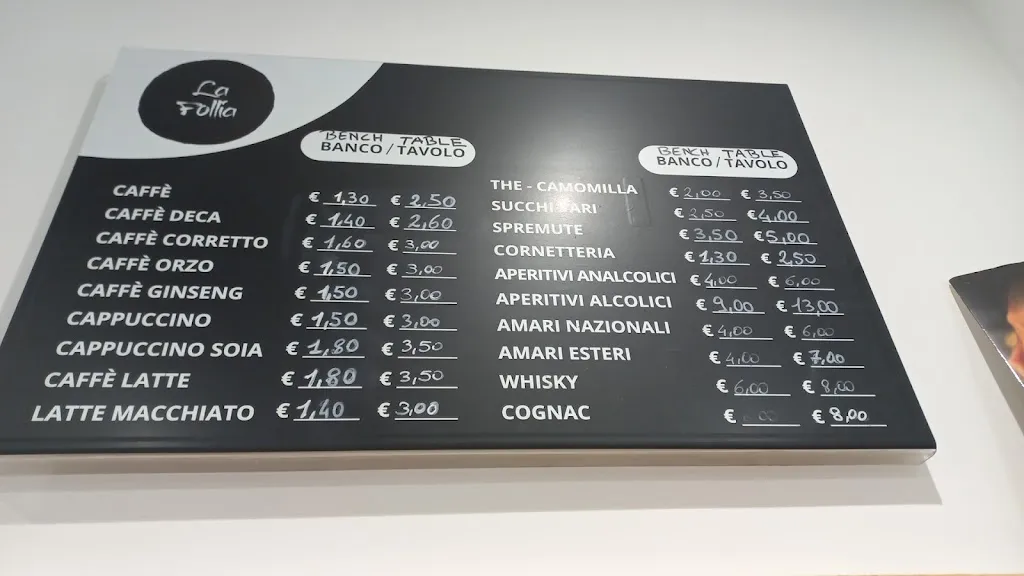 La
Follia
BENCH TABLE
BANCO / TAVOLO
CAFFÈ € 1,30 € 2,50
CAFFÈ DECA € 1,40 € 2,60
CAFFÈ CORRETTO € 1,60 € 3,00
CAFFÈ ORZO € 1,50 € 3,00
CAFFÈ GINSENG € 1,50 € 3,00
CAPPUCCINO € 1,50 € 3,00
CAPPUCCINO SOIA € 1,80 € 3,50
CAFFÈ LATTE € 1,80 € 3,50
LATTE MACCHIATO € 1,40 € 3,00
BENCH TABLE
BANCO / TAVOLO
THE - CAMOMILLA € 2,00 € 3,50
SUCCHI € 2,50 € 4,00
SPREMUTE € 3,50 € 5,00
CORNETTERIA € 1,30 € 2,50
APERITIVI ANALCOLICI € 4,00 € 6,00
APERITIVI ALCOLICI € 9,00 € 13,00
AMARI NAZIONALI € 4,00 € 6,00
AMARI ESTERI € 4,00 € 7,00
WHISKY € 6,00 € 8,00
COGNAC € € 8,00